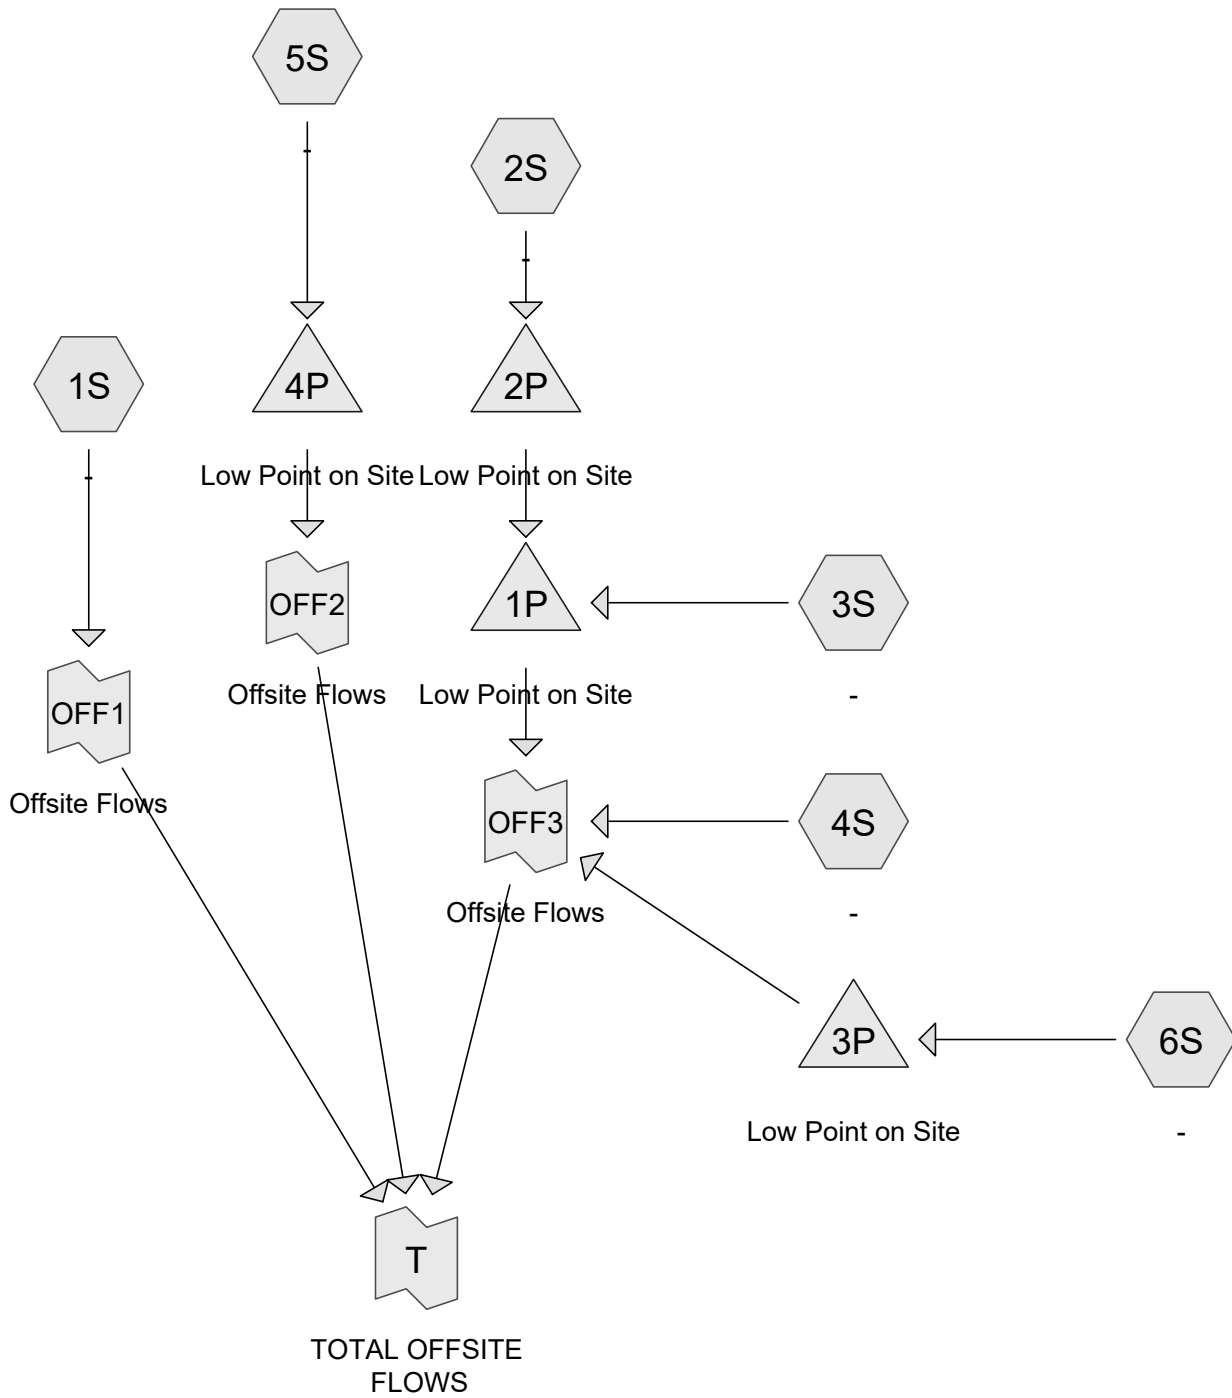 5S
-
2S
-
1S
-
4P
2P
Low Point on Site
Low Point on Site
OFF2
1P
3S
Offsite Flows
Low Point on Site
-
OFF1
Offsite Flows
OFF3
4S
Offsite Flows
-
3P
6S
Low Point on Site
-
T
TOTAL OFFSITE
FLOWS